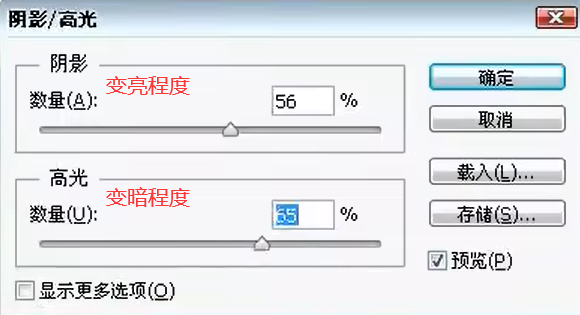 阴影/高光
阴影
变亮程度
数量(A): 56 %
高光
变暗程度
数量(U): 65 %
显示更多选项(O)
确定
取消
载入(L)...
存储(S)...
预览(P)